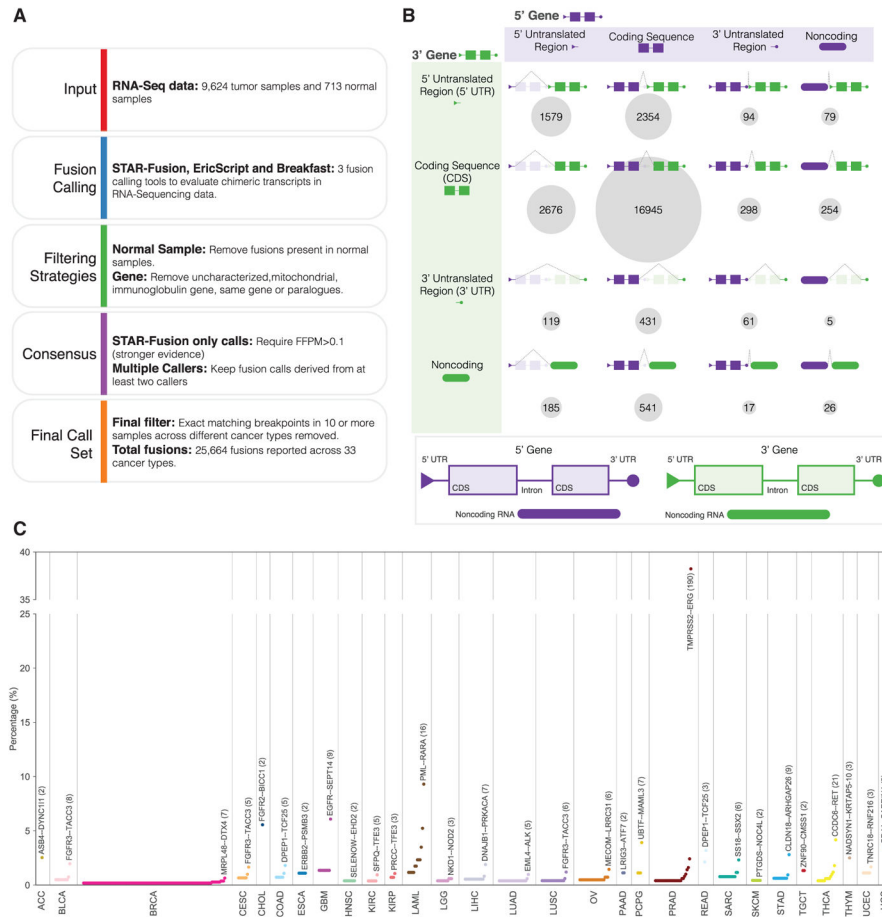 A
Input
RNA-Seq data: 9,624 tumor samples and 713 normal
samples
Fusion
Calling
STAR-Fusion, EricScript and Breakfast: 3 fusion
calling tools to evaluate chimeric transcripts in
RNA-Sequencing data.
Filtering
Strategies
Normal Sample: Remove fusions present in normal
samples.
Gene: Remove uncharacterized,mitochondrial,
immunoglobulin gene, same gene or paralogues.
Consensus
STAR-Fusion only calls: Require FFPM>0.1
(stronger evidence)
Multiple Callers: Keep fusion calls derived from at
least two callers
Final Call
Set
Final filter: Exact matching breakpoints in 10 or more
samples across different cancer types removed.
Total fusions: 25,664 fusions reported across 33
cancer types.
B
5' Gene
3' Gene
5' Untranslated
Region
Coding Sequence
3' Untranslated
Region
Noncoding
5' Untranslated
Region (5' UTR)
1579
2354
94
79
Coding Sequence
(CDS)
2676
16945
298
254
3' Untranslated
Region (3' UTR)
119
431
61
5
Noncoding
185
541
17
26
5' Gene
5' UTR
3' UTR
CDS
Intron
CDS
Noncoding RNA
3' Gene
5' UTR
3' UTR
CDS
Intron
CDS
Noncoding RNA
C
Percentage (%)
40
35
25
20
15
10
5
0
ASB4–DYNC1I1 (2)
FGFR3–TACC3 (8)
MRPL48–DTX4 (7)
FGFR3–TACC3 (5)
FGFR2–BICC1 (2)
DPEP1–TCF25 (5)
ERBB2–PSMB3 (2)
EGFR–SEPT14 (9)
SELENOW–EHD2 (2)
SFPQ–TFE3 (5)
PRCC–TFE3 (3)
PML–RARA (16)
NKD1–NOD2 (3)
DNAJB1–PRKACA (7)
EML4–ALK (5)
FGFR3–TACC3 (6)
MECOM–LRRC31 (6)
LRIG3–ATF7 (2)
UBTF–MAML3 (7)
TMPRSS2–ERG (190)
DPEP1–TCF25 (3)
SS18–SSX2 (6)
PTGDS–NDC4L (2)
CLDN18–ARHGAP26 (9)
ZNF90–CMSS1 (2)
CCDC6–RET (21)
NADSYN1–KRTAP5-10 (3)
TNRC18–RNF216 (3)
ACC
BLCA
BRCA
CESC
CHOL
COAD
ESCA
GBM
HNSC
KIRC
KIRP
LAML
LGG
LIHC
LUAD
LUSC
OV
PAAD
PCPG
PRAD
READ
SARC
SKCM
STAD
TGCT
THCA
THYM
UCEC